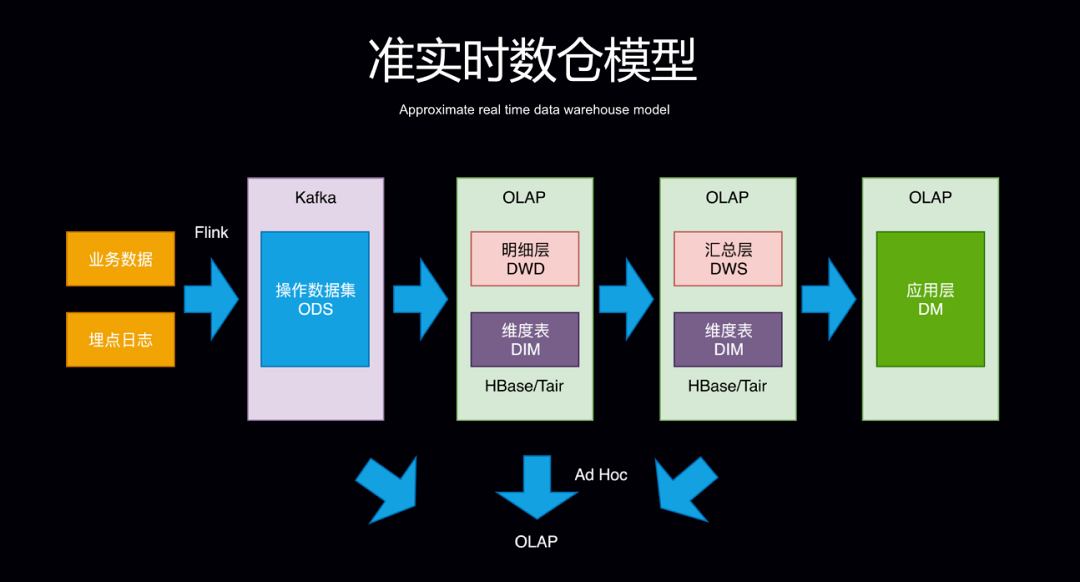 准实时数仓模型
Approximate real time data warehouse model
业务数据
埋点日志
Flink
Kafka
操作数据集
ODS
OLAP
明细层
DWD
维度表
DIM
HBase/Tair
OLAP
汇总层
DWS
维度表
DIM
HBase/Tair
OLAP
应用层
DM
Ad Hoc
OLAP